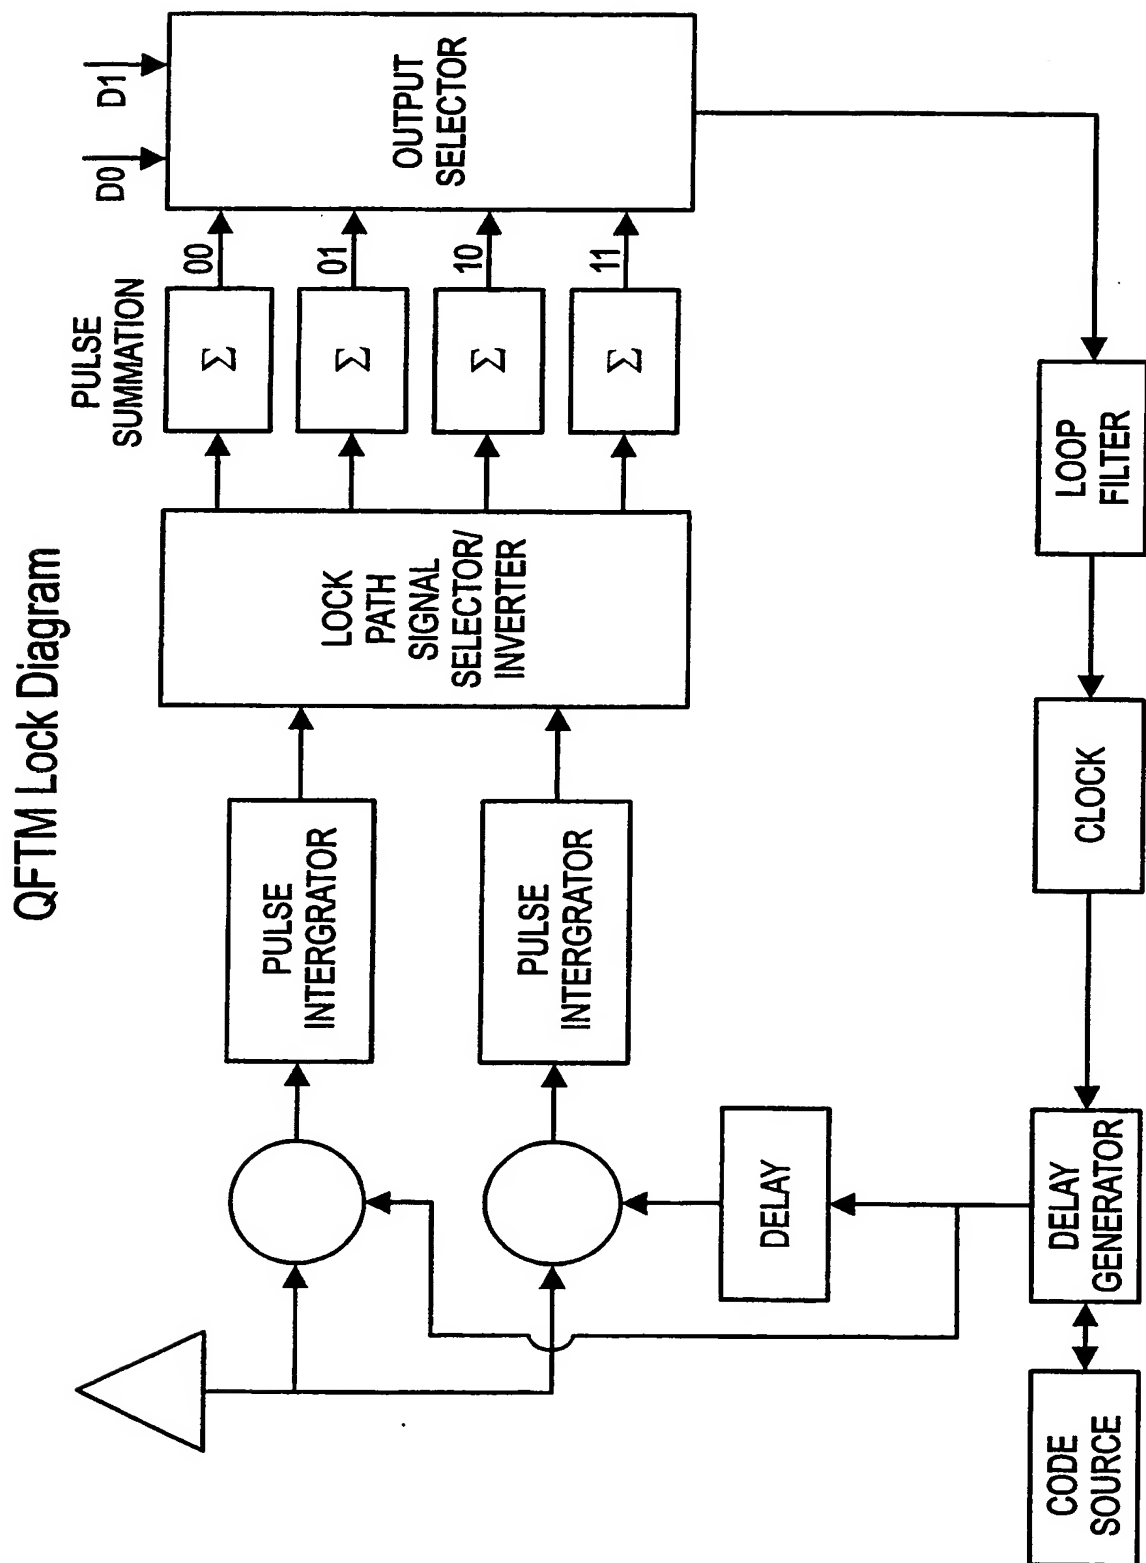 QFTM Lock Diagram
PULSE
SUMMATION
D0
D1
PULSE
INTERGRATOR
LOCK
PATH
SIGNAL
SELECTOR/
INVERTER
Σ
00
Σ
01
Σ
10
Σ
11
OUTPUT
SELECTOR
PULSE
INTERGRATOR
DELAY
CODE
SOURCE
DELAY
GENERATOR
CLOCK
LOOP
FILTER